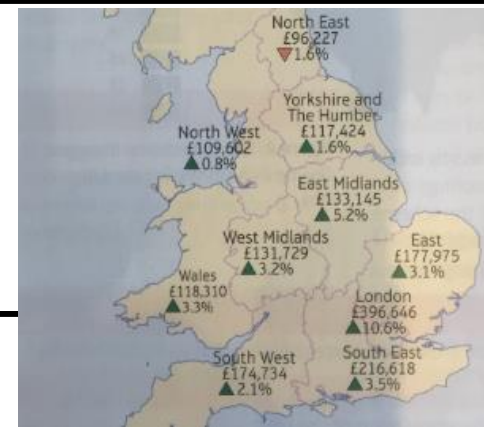 North East
£96,227
▼1.6%
Yorkshire and
The Humber
£117,424
▲1.6%
North West
£109,602
▲0.8%
East Midlands
£133,145
▲5.2%
West Midlands
£131,729
▲3.2%
East
£177,975
▲3.1%
Wales
£118,310
▲3.3%
London
£396,646
▲10.6%
South West
£174,734
▲2.1%
South East
£216,618
▲3.5%